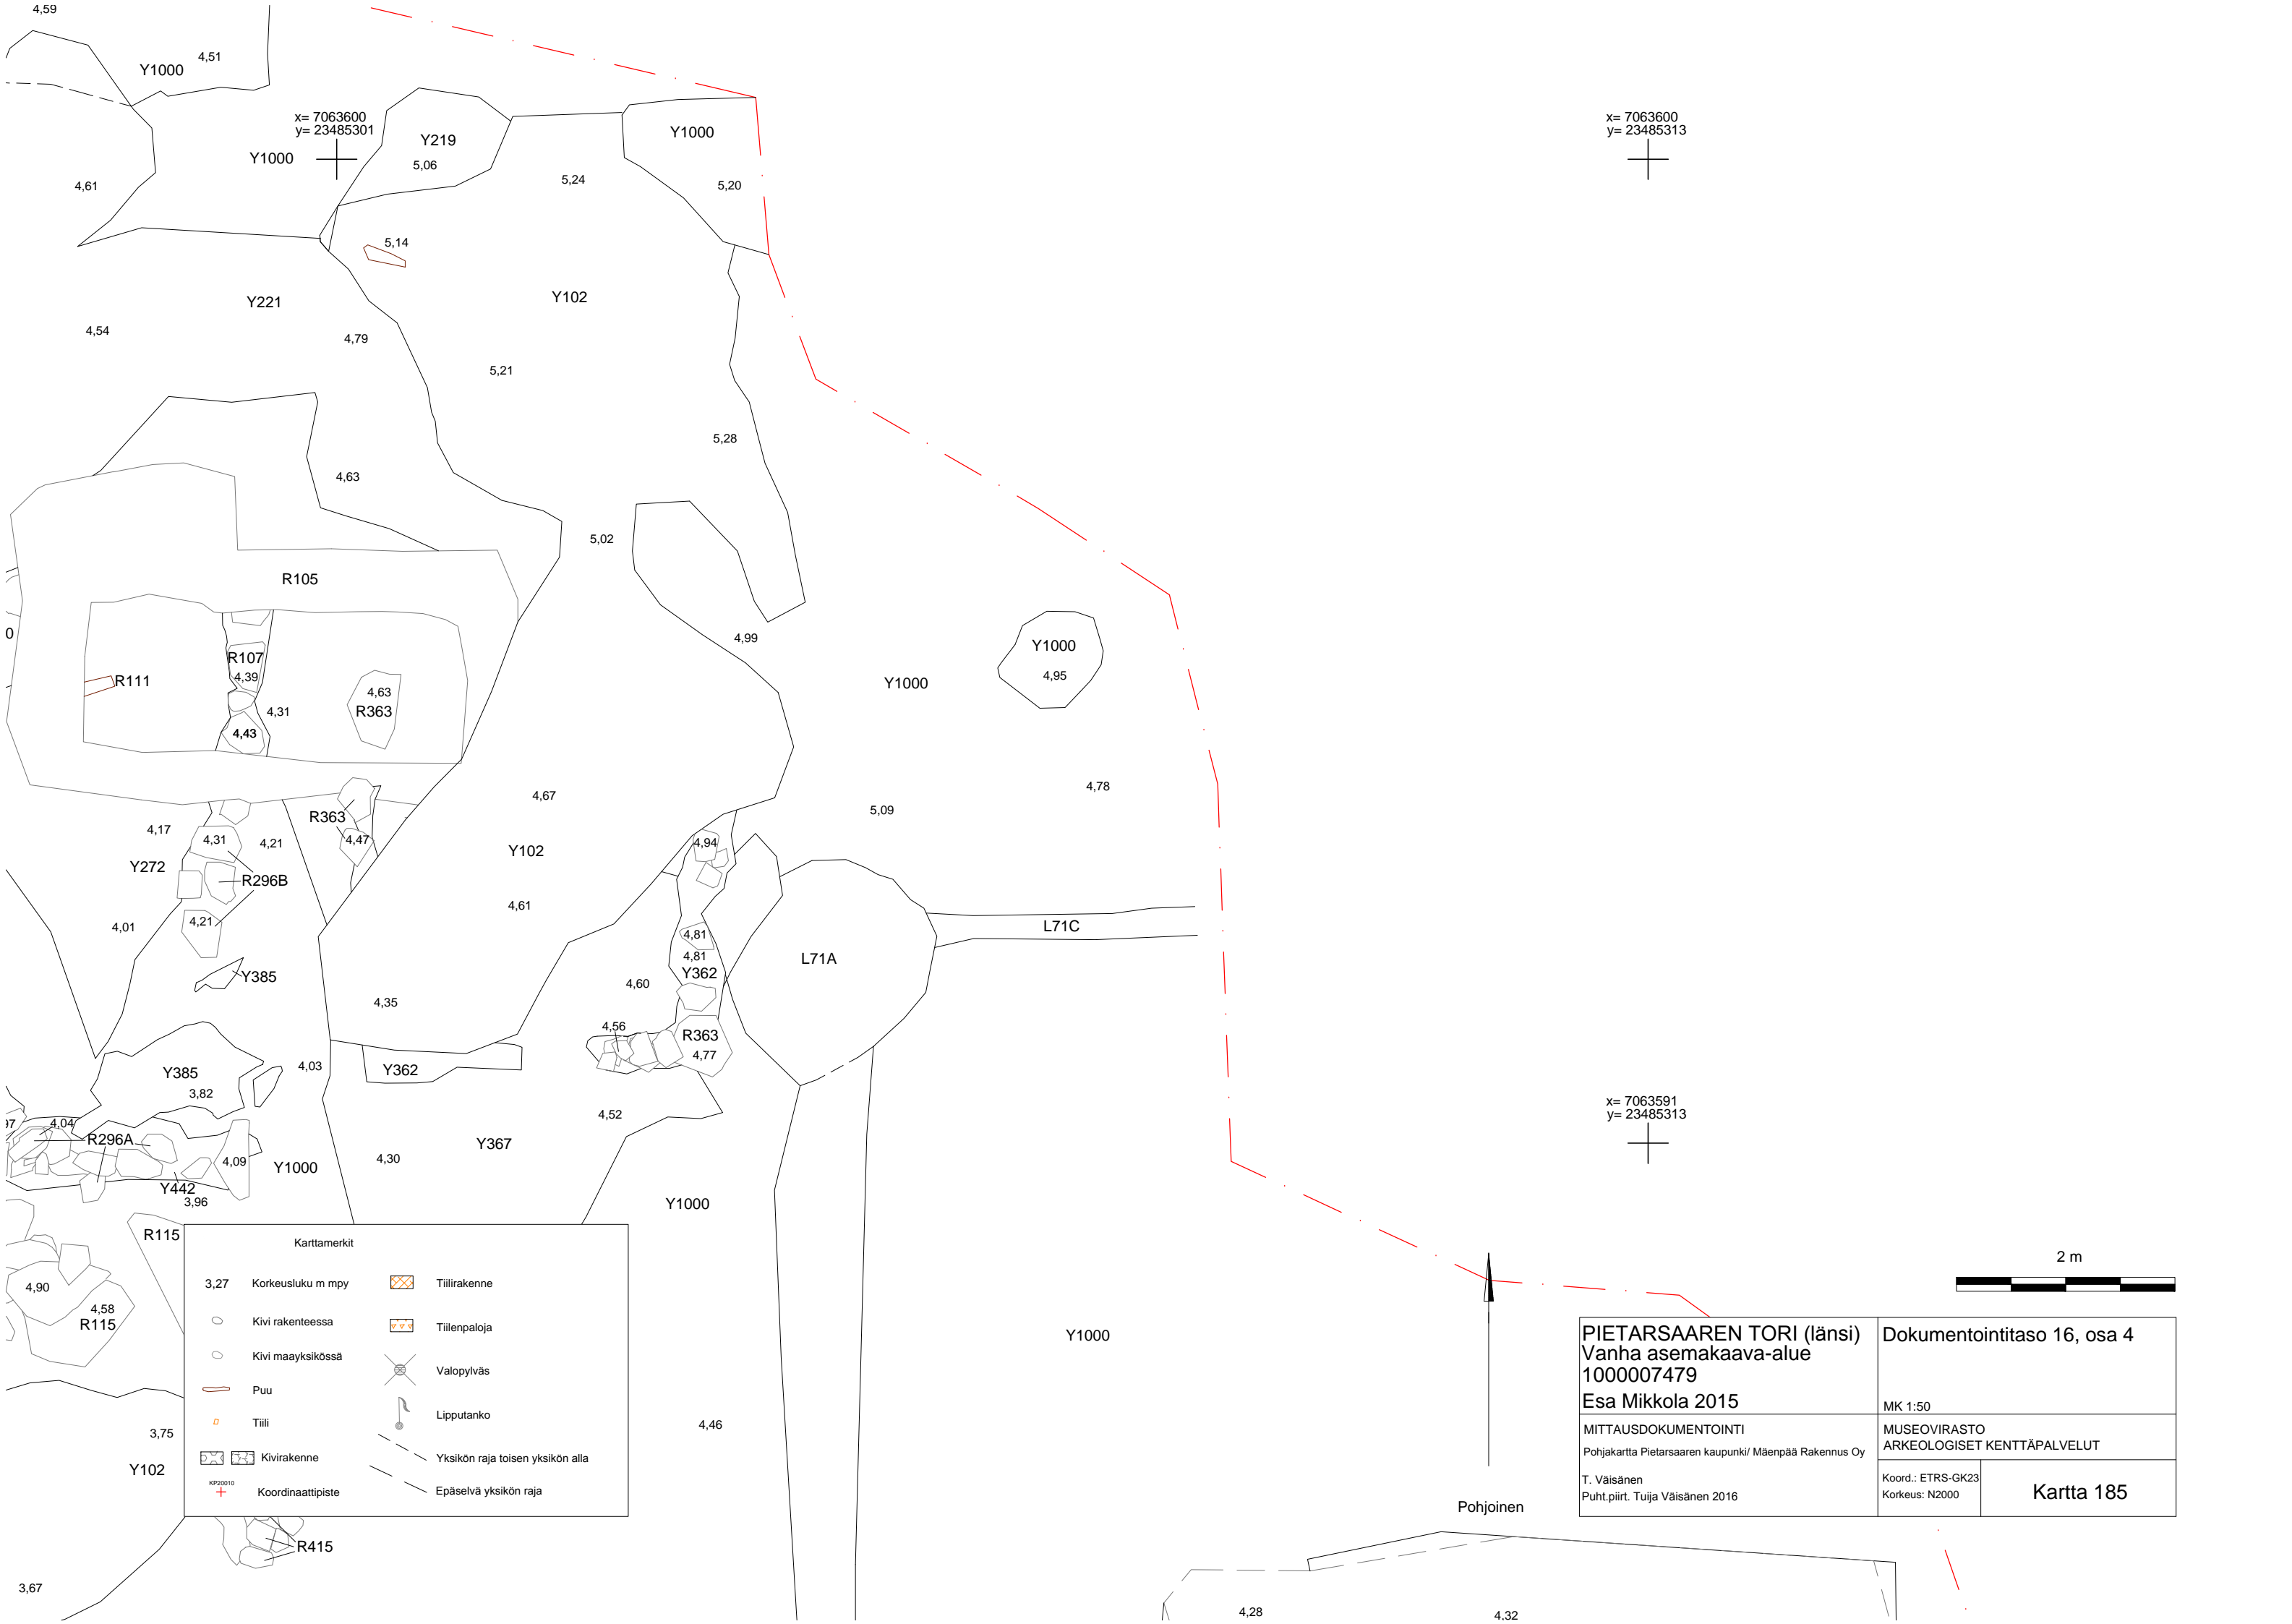 4,59
4,51
Y1000
x= 7063600
y= 23485301
x= 7063600
y= 23485313
Y219
Y1000
Y1000
5,06
4,61
5,24
5,20
5,14
Y221
Y102
4,54
4,79
5,21
5,28
4,63
5,02
R105
0
4,99
Y1000
R107
4,39
4,95
R111
4,63
R363
Y1000
4,31
4,43
4,78
4,67
5,09
R363
4,17
4,31
4,21
4,47
4,94
Y102
Y272
R296B
4,61
4,21
4,01
L71C
4,81
4,81
L71A
Y385
Y362
4,60
4,35
4,56
R363
4,77
4,03
Y385
Y362
3,82
x= 7063591
y= 23485313
97
4,04
4,52
R296A
Y367
4,09
Y1000
4,30
Y442
3,96
Y1000
R115
4,90
4,58
R115
Y1000
3,75
4,46
Y102
R415
3,67
Karttamerkit
3,27 Korkeusluku m mpy
Kivi rakenteessa
Kivi maayksikössä
Puu
Tiili
Kivirakenne
KP20010
Koordinaattipiste
Tiilirakenne
Tiilenpaloja
Valopylväs
Lipputanko
Yksikön raja toisen yksikön alla
Epäselvä yksikön raja
2 m
Pohjoinen
PIETARSAAREN TORI (länsi)
Vanha asemakaava-alue
1000007479
Esa Mikkola 2015
Dokumentointitaso 16, osa 4
MK 1:50
MITTAUSDOKUMENTOINTI
Pohjakartta Pietarsaaren kaupunki/ Mäenpää Rakennus Oy
T. Väisänen
Puht.piirt. Tuija Väisänen 2016
MUSEOVIRASTO
ARKEOLOGISET KENTTÄPALVELUT
Koord.: ETRS-GK23
Korkeus: N2000
Kartta 185
4,28
4,32